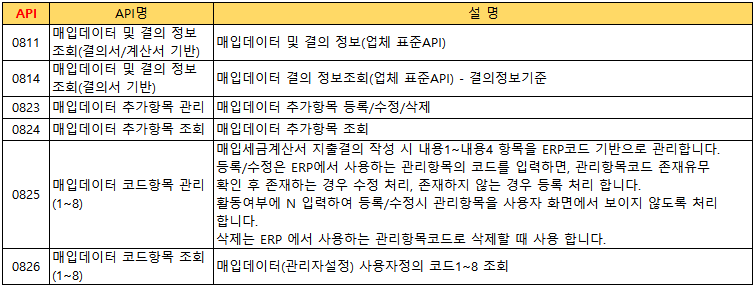 API API명 설 명
0811 매입데이터 및 결의 정보 조회(결의서/계산서 기반) 매입데이터 및 결의 정보(업체 표준API)
0814 매입데이터 및 결의 정보 조회(결의서 기반) 매입데이터 결의 정보조회(업체 표준API) - 결의정보기준
0823 매입데이터 추가항목 관리 매입데이터 추가항목 등록/수정/삭제
0824 매입데이터 추가항목 조회 매입데이터 추가항목 조회
0825 매입데이터 코드항목 관리 (1~8)
매입세금계산서 지출결의 작성 시 내용1~내용4 항목을 ERP코드 기반으로 관리합니다.
등록/수정은 ERP에서 사용하는 관리항목의 코드를 입력하면, 관리항목코드 존재유무
확인 후 존재하는 경우 수정 처리, 존재하지 않는 경우 등록 처리 합니다.
활동여부에 N 입력하여 등록/수정시 관리항목을 사용자 화면에서 보이지 않도록 처리
합니다.
삭제는 ERP 에서 사용하는 관리항목코드로 삭제할 때 사용 합니다.
0826 매입데이터 코드항목 조회 (1~8) 매입데이터(관리자설정) 사용자정의 코드1~8 조회